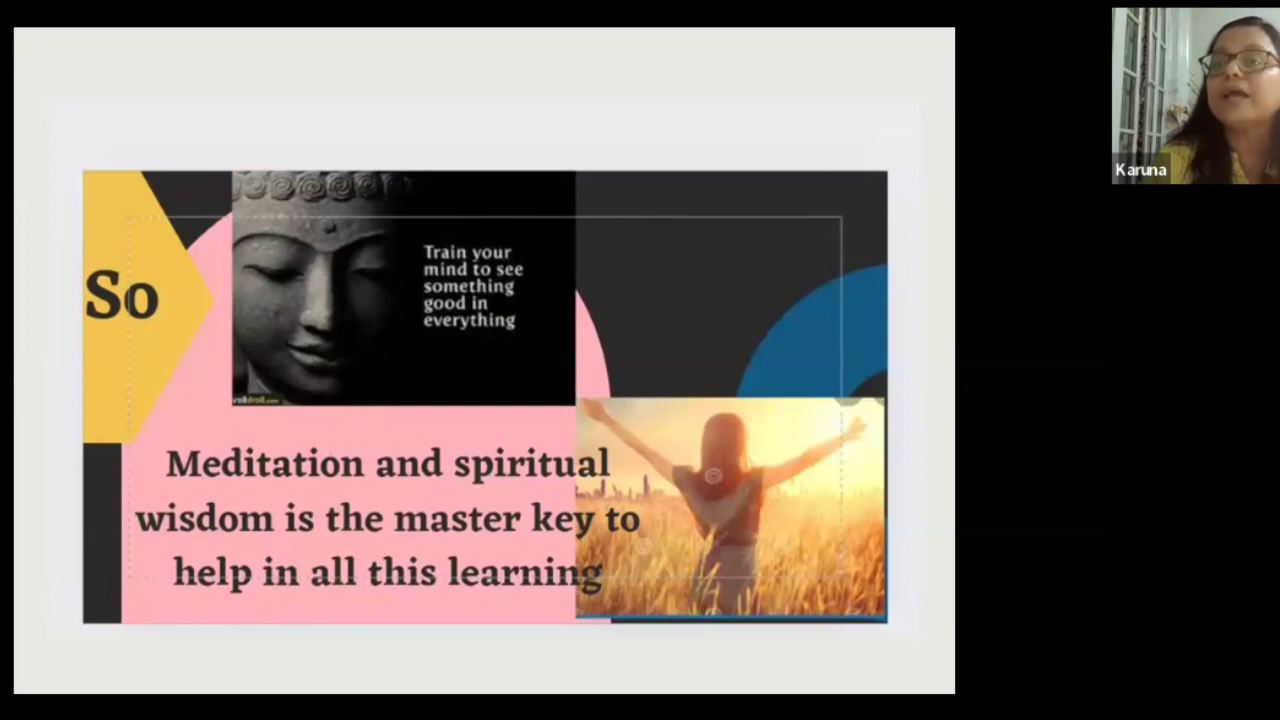 So
Train your
mind to see
something
good in
everything
Meditation and spiritual
wisdom is the master key to
help in all this learning
Karuna